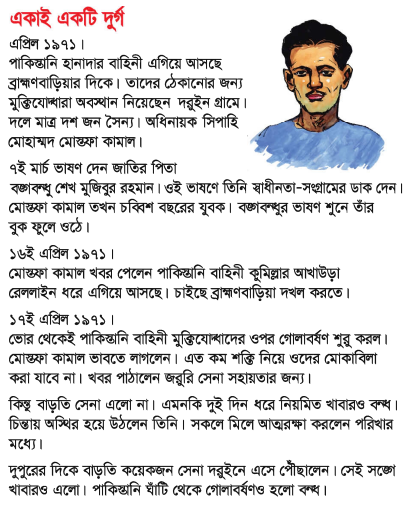 একাই একটি দুর্গ
এপ্রিল ১৯৭১।
পাকিস্তানি হানাদার বাহিনী এগিয়ে আসছে
ব্রাহ্মণবাড়িয়ার দিকে। তাদের ঠেকানোর জন্য
মুক্তিযোদ্ধারা অবস্থান নিয়েছেন দরুইন গ্রামে।
দলে মাত্র দশ জন সৈন্য। অধিনায়ক সিপাহি
মোহাম্মদ মোস্তফা কামাল।
৭ই মার্চ ভাষণ দেন জাতির পিতা
বঙ্গবন্ধু শেখ মুজিবুর রহমান। ওই ভাষণে তিনি স্বাধীনতা-সংগ্রামের ডাক দেন।
মোস্তফা কামাল তখন চব্বিশ বছরের যুবক। বঙ্গবন্ধুর ভাষণ শুনে তাঁর
বুক ফুলে ওঠে।
১৬ই এপ্রিল ১৯৭১।
মোস্তফা কামাল খবর পেলেন পাকিস্তানি বাহিনী কুমিল্লার আখাউড়া
রেললাইন ধরে এগিয়ে আসছে। চাইছে ব্রাহ্মণবাড়িয়া দখল করতে।
১৭ই এপ্রিল ১৯৭১।
ভোর থেকেই পাকিস্তানি বাহিনী মুক্তিযোদ্ধাদের ওপর গোলাবর্ষণ শুরু করল।
মোস্তফা কামাল ভাবতে লাগলেন। এত কম শক্তি নিয়ে ওদের মোকাবিলা
করা যাবে না। খবর পাঠালেন জরুরি সেনা সহায়তার জন্য।
কিন্তু বাড়তি সেনা এলো না। এমনকি দুই দিন ধরে নিয়মিত খাবারও বন্ধ।
চিন্তায় অস্থির হয়ে উঠলেন তিনি। সকলে মিলে আত্মরক্ষা করলেন পরিখার
মধ্যে।
দুপুরের দিকে বাড়তি কয়েকজন সেনা দরুইনে এসে পৌঁছালেন। সেই সঙ্গে
খাবারও এলো। পাকিস্তানি ঘাঁটি থেকে গোলাবর্ষণও হলো বন্ধ।